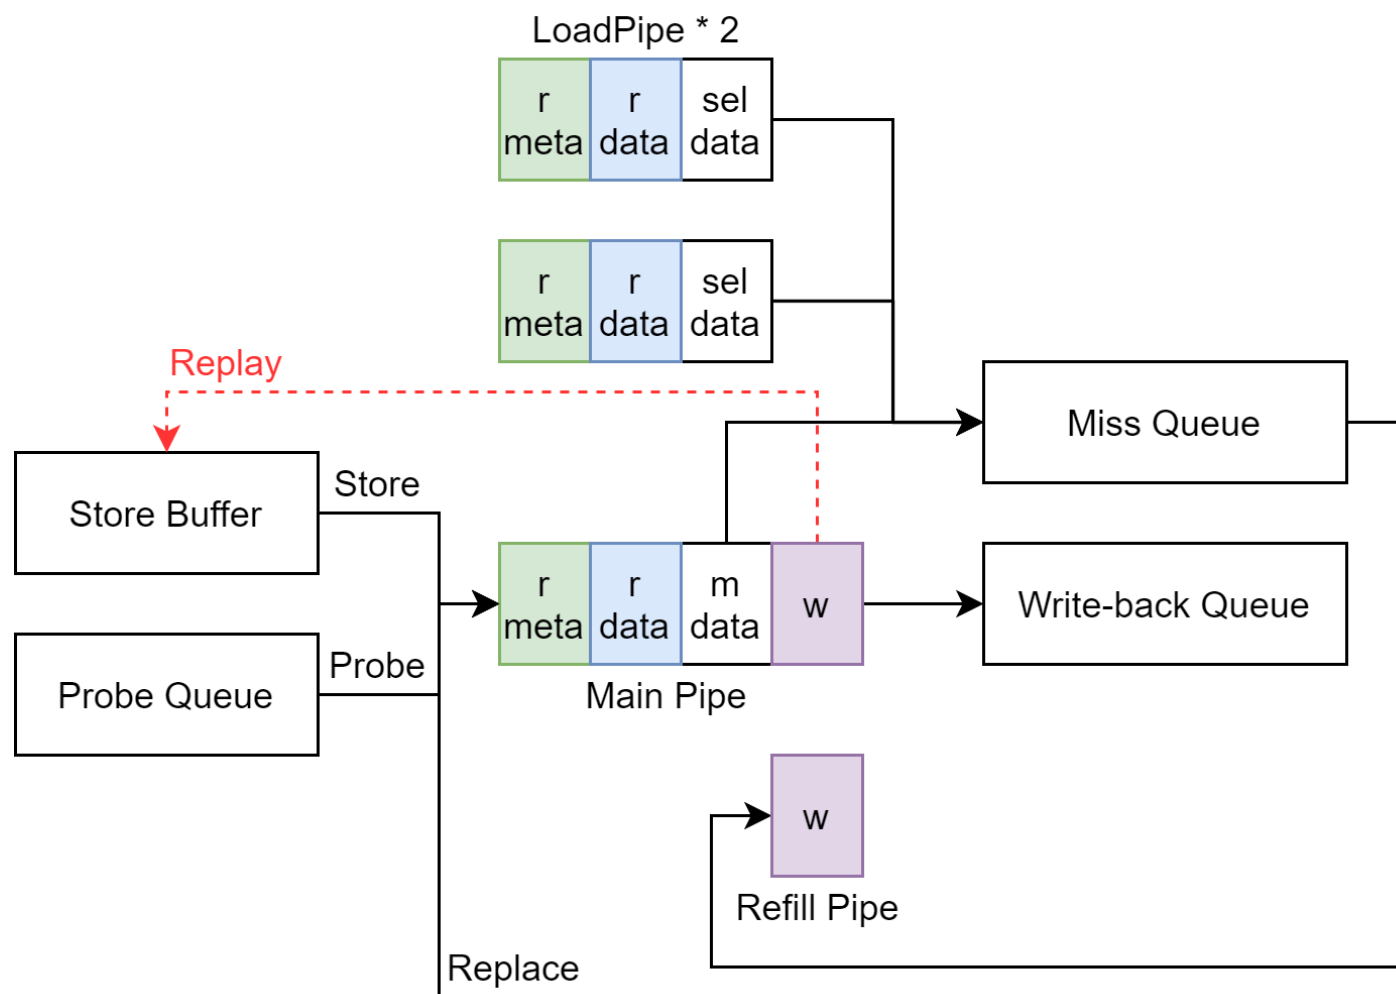 LoadPipe * 2
r meta
r data
sel data
r meta
r data
sel data
Replay
Miss Queue
Store Buffer
Store
r meta
r data
m data
w
Write-back Queue
Probe Queue
Probe
Main Pipe
w
Refill Pipe
Replace